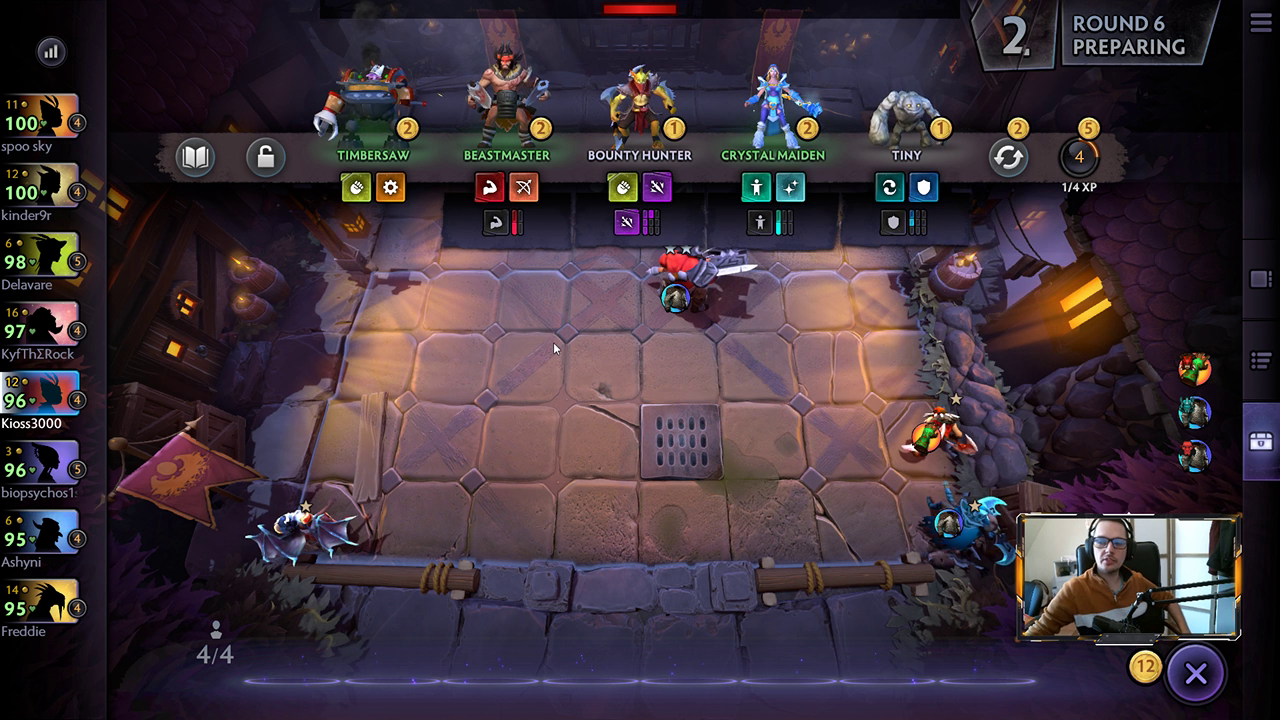 2.
ROUND 6
PREPARING
11
100
4
spoo sky
12
100
4
kinder9r
6
98
5
Delavare
16
97
4
KyfThΣRock
12
96
4
Kioss3000
3
96
5
biopsychos1
6
95
4
Ashyni
14
95
4
Freddie
2
2
1
2
1
2
5
TIMBERSAW
BEASTMASTER
BOUNTY HUNTER
CRYSTAL MAIDEN
TINY
4
1/4 XP
4/4
12